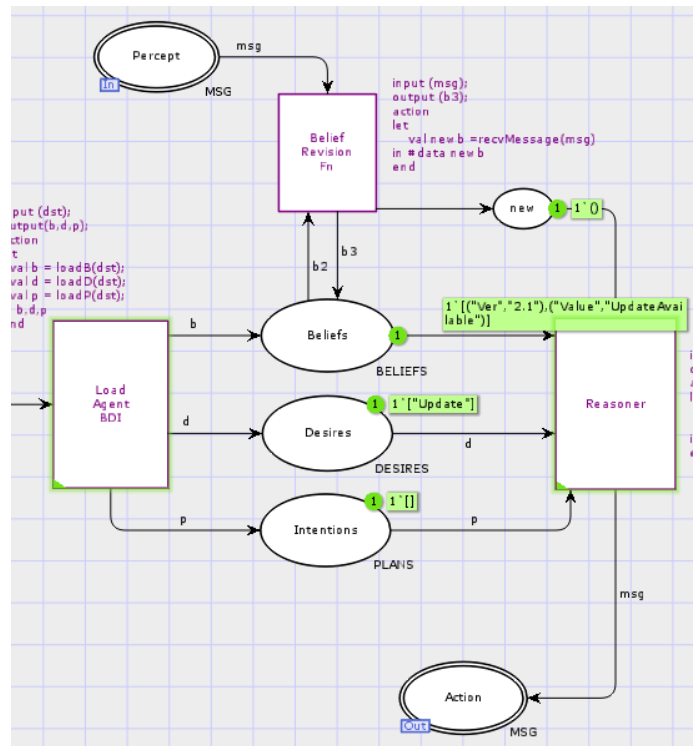 Percept
In
MSG
msg
input (msg);
output (b3);
action
let
val new b =recvMessage(msg)
in # data new b
end
Belief
Revision
Fn
new
1
1`()
b2
b3
put (dst);
utput(b,d,p);
ction
t
val b = loadB(dst);
val d = loadD(dst);
val p = loadP(dst);
b,d,p
nd
1`[("Ver","2.1"),("Value","UpdateAvai
lable")]
b
Beliefs
1
BELIEFS
Load
Agent
BDI
Reasoner
1
1`["Update"]
d
Desires
d
DESIRES
1
1`[]
p
Intentions
p
PLANS
msg
Action
Out
MSG